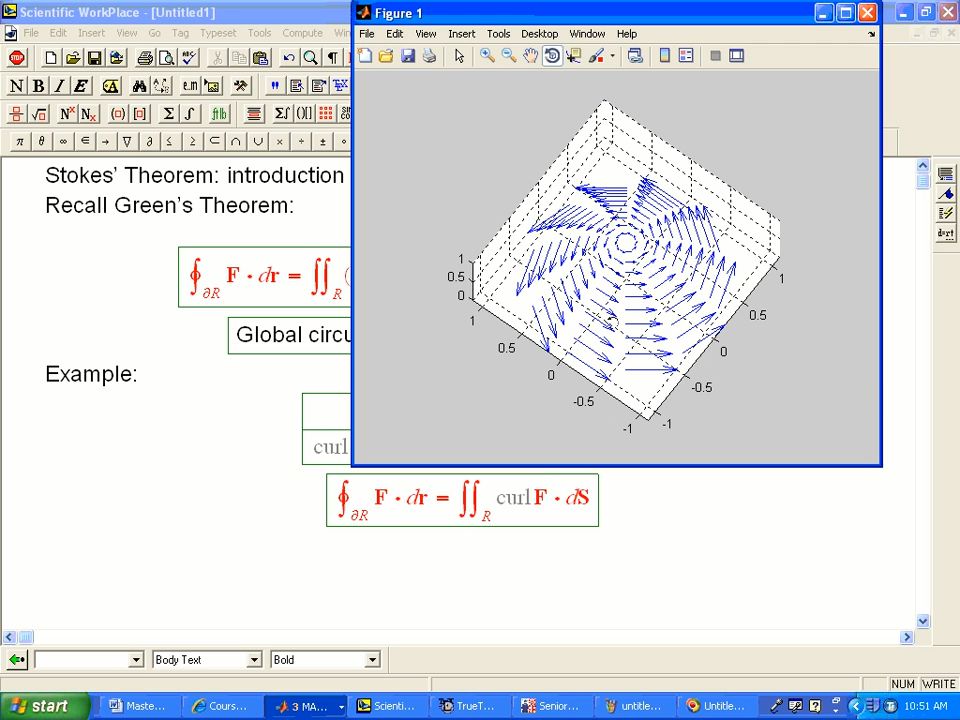 Scientific WorkPlace - [Untitled1]
File Edit Insert View Go Tag Typeset Tools Compute
STOP
N B I E A e.m TEX
N^x N_x (□) [□] Σ ∫
Σ∫ ()[]
π θ ∞ ∈ → ∇ ∂ ≤ ≥ ⊂ ∩ ∪ × ÷ ± ∘
Figure 1
File Edit View Insert Tools Desktop Window Help
1
0.5
0
1
0.5
0
-0.5
-1
1
0.5
0
-0.5
-1
Stokes' Theorem: introduction
Recall Green's Theorem:
∮∂R F · dr = ∬R (
Global circu
Example:
curl
∮∂R F · dr = ∬R curl F · dS
Body Text Bold
NUM WRITE
start Maste... Cours... 3 MA... Scienti... TrueT... Senior... untitle... Untitle... 10:51 AM